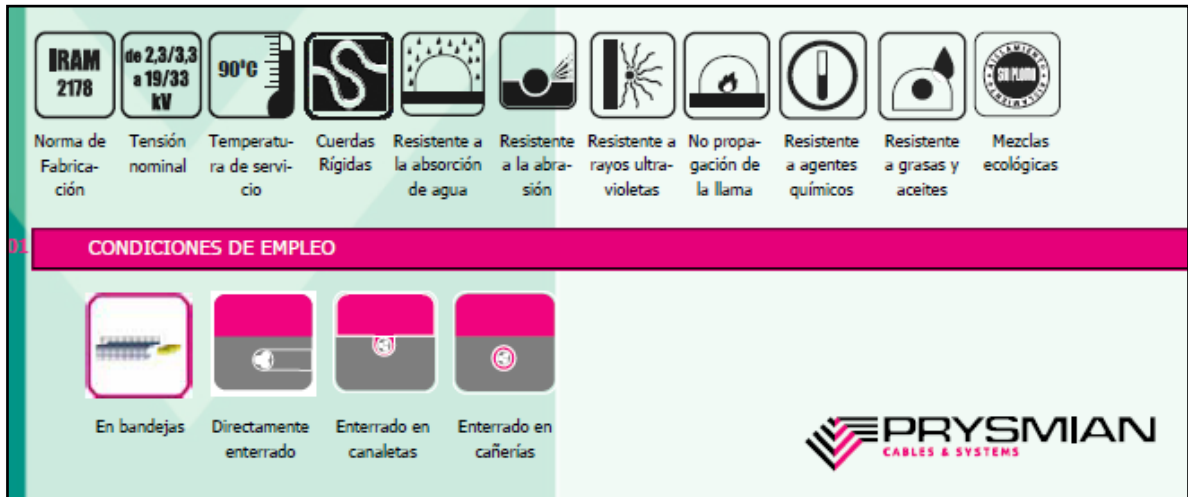 IRAM
2178
de 2,3/3,3
a 19/33
kV
90°C
AISLAMIENTO
SIN PLOMO
AISLAMIENTO
Norma de
Fabrica-
ción
Tensión
nominal
Temperatu-
ra de servi-
cio
Cuerdas
Rígidas
Resistente a
la absorción
de agua
Resistente
a la abra-
sión
Resistente a
rayos ultra-
violetas
No propa-
gación de
la llama
Resistente
a agentes
químicos
Resistente
a grasas y
aceites
Mezclas
ecológicas
01
CONDICIONES DE EMPLEO
En bandejas
Directamente
enterrado
Enterrado en
canaletas
Enterrado en
cañerías
PRYSMIAN
CABLES & SYSTEMS